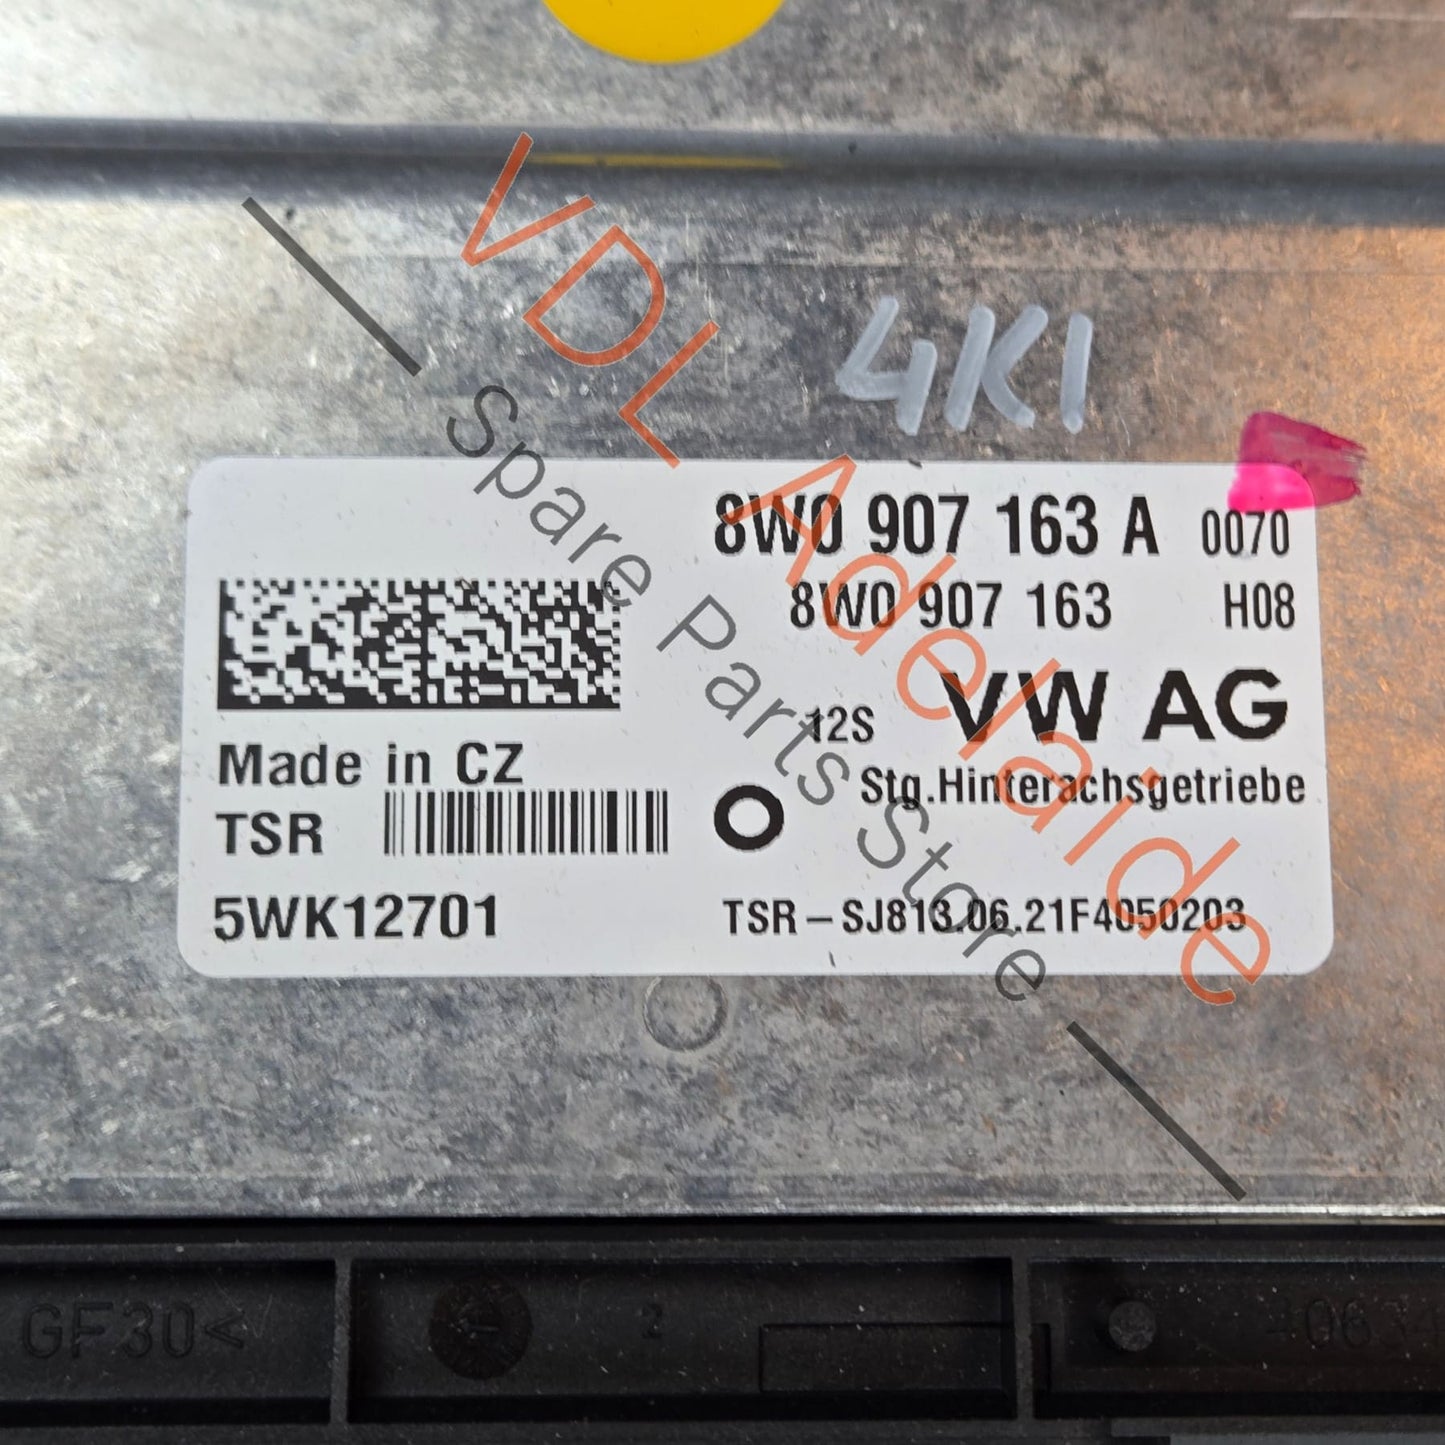 4K1
8W0 907 163 A 0070
8W0 907 163 H08
12S VW AG
Made in CZ
Stg.Hinterachsgetriebe
TSR
5WK12701
TSR-SJ813.06.21F4050203
VDL Adelaide
Spare Parts Store
GF30<
2